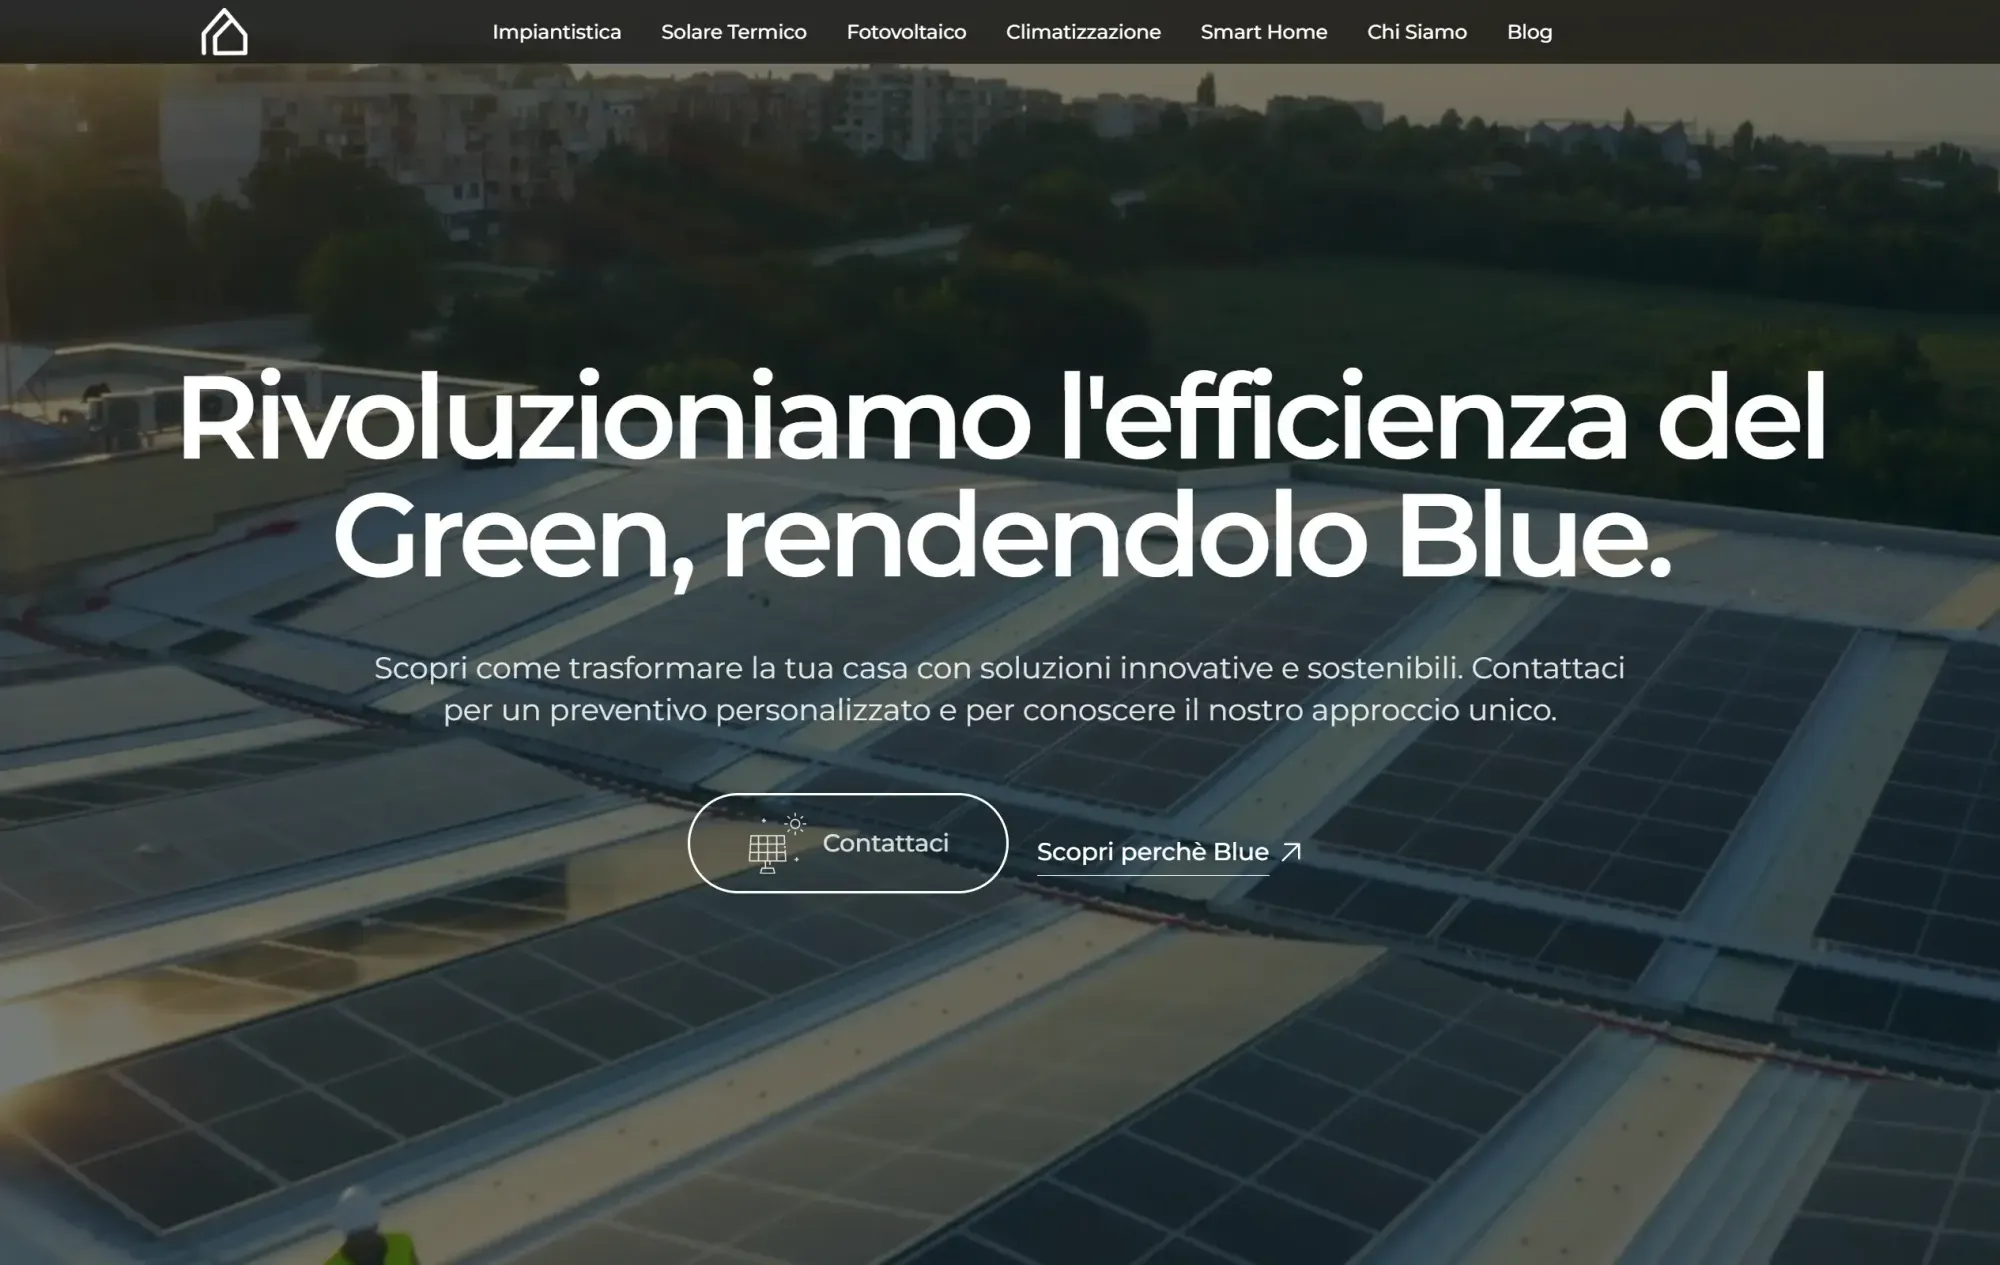 Impiantistica Solare Termico Fotovoltaico Climatizzazione Smart Home Chi Siamo Blog
Rivoluzioniamo l'efficienza del
Green, rendendolo Blue.
Scopri come trasformare la tua casa con soluzioni innovative e sostenibili. Contattaci
per un preventivo personalizzato e per conoscere il nostro approccio unico.
Contattaci
Scopri perchè Blue